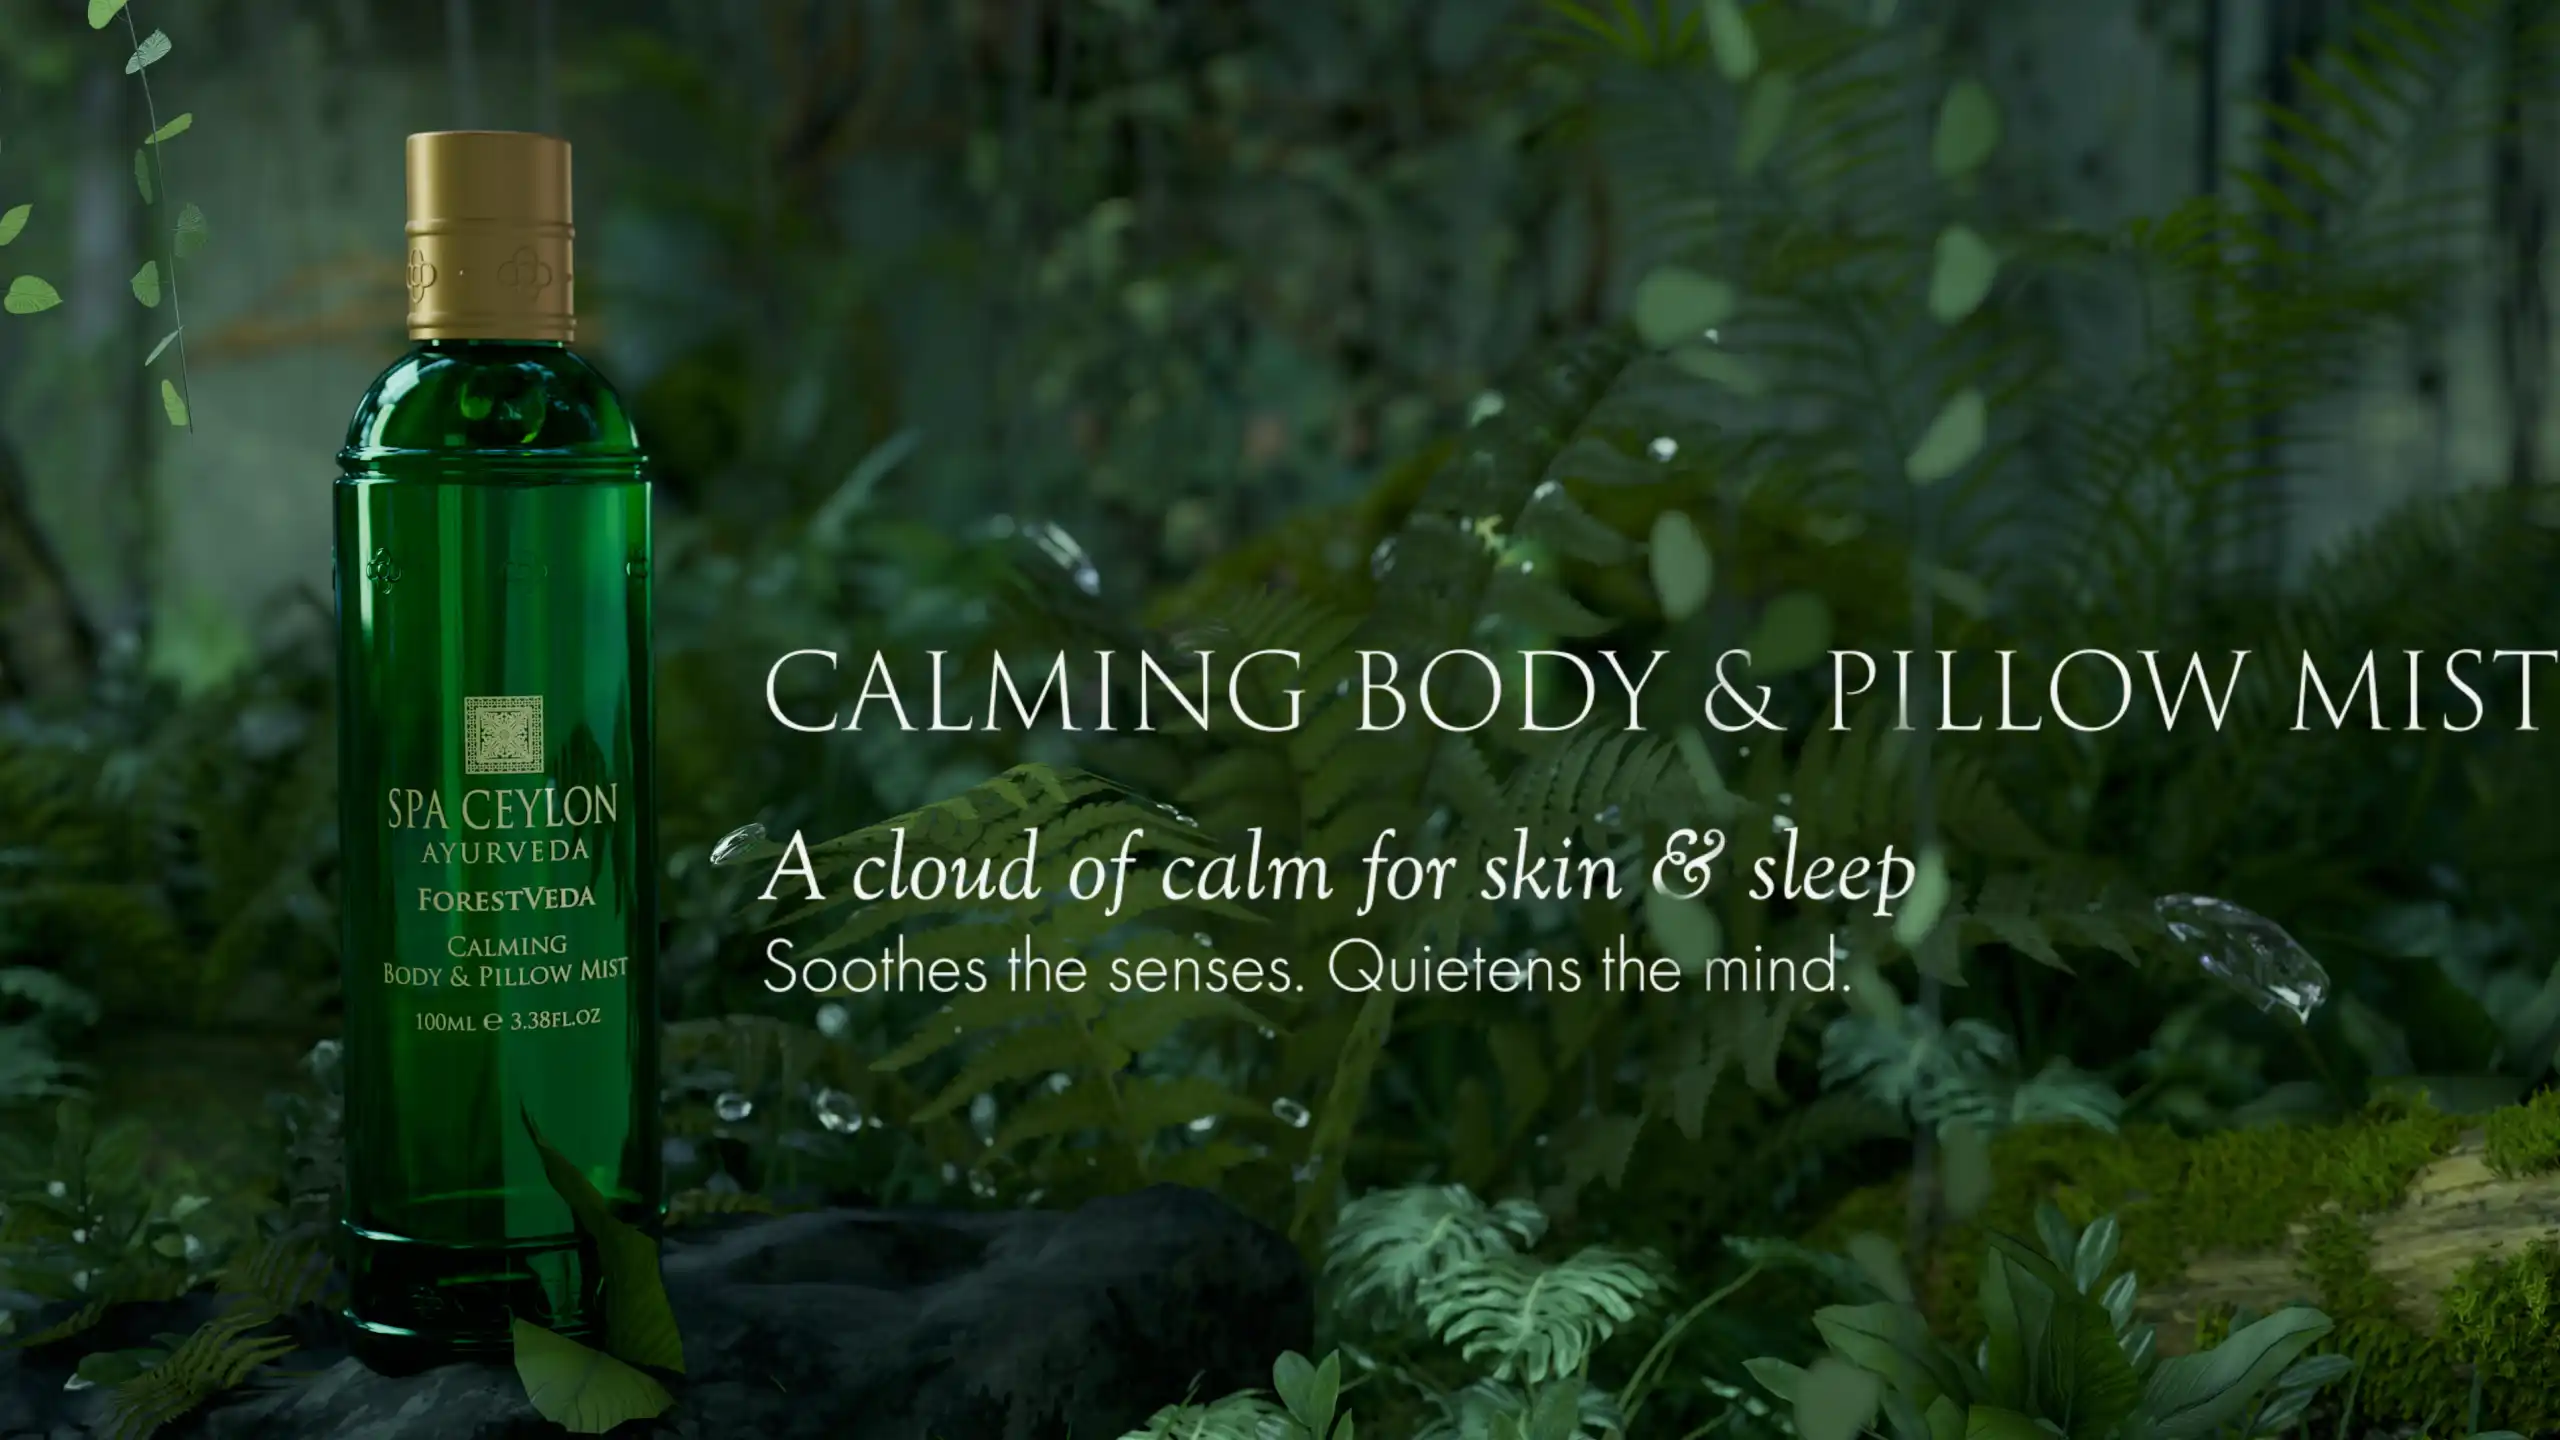 SPA CEYLON
AYURVEDA
FORESTVEDA
CALMING
BODY & PILLOW MIST
100ML ℮ 3.38FL.OZ
CALMING BODY & PILLOW MIST
A cloud of calm for skin & sleep
Soothes the senses. Quietens the mind.